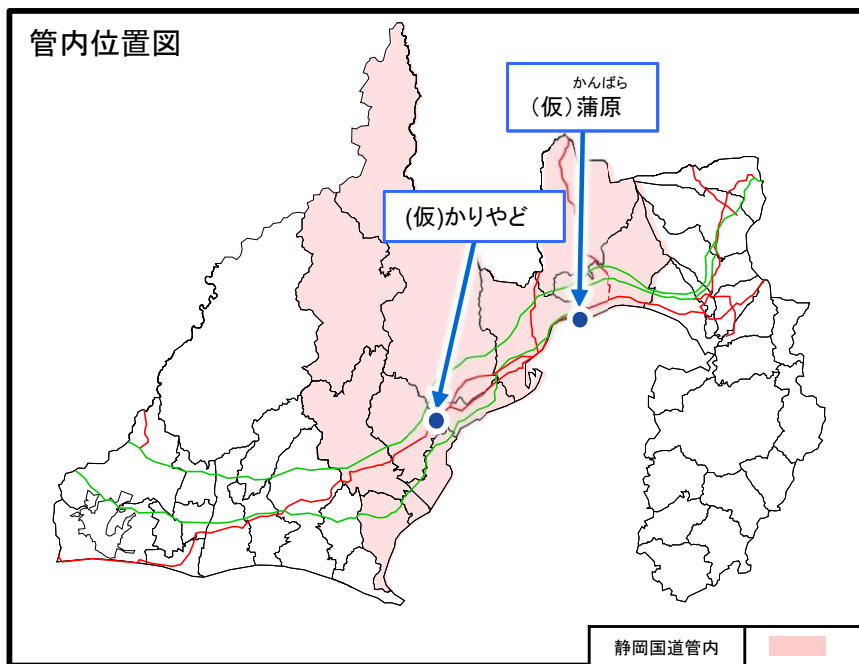 管内位置図
かんばら
（仮）蒲原
(仮)かりやど
静岡国道管内